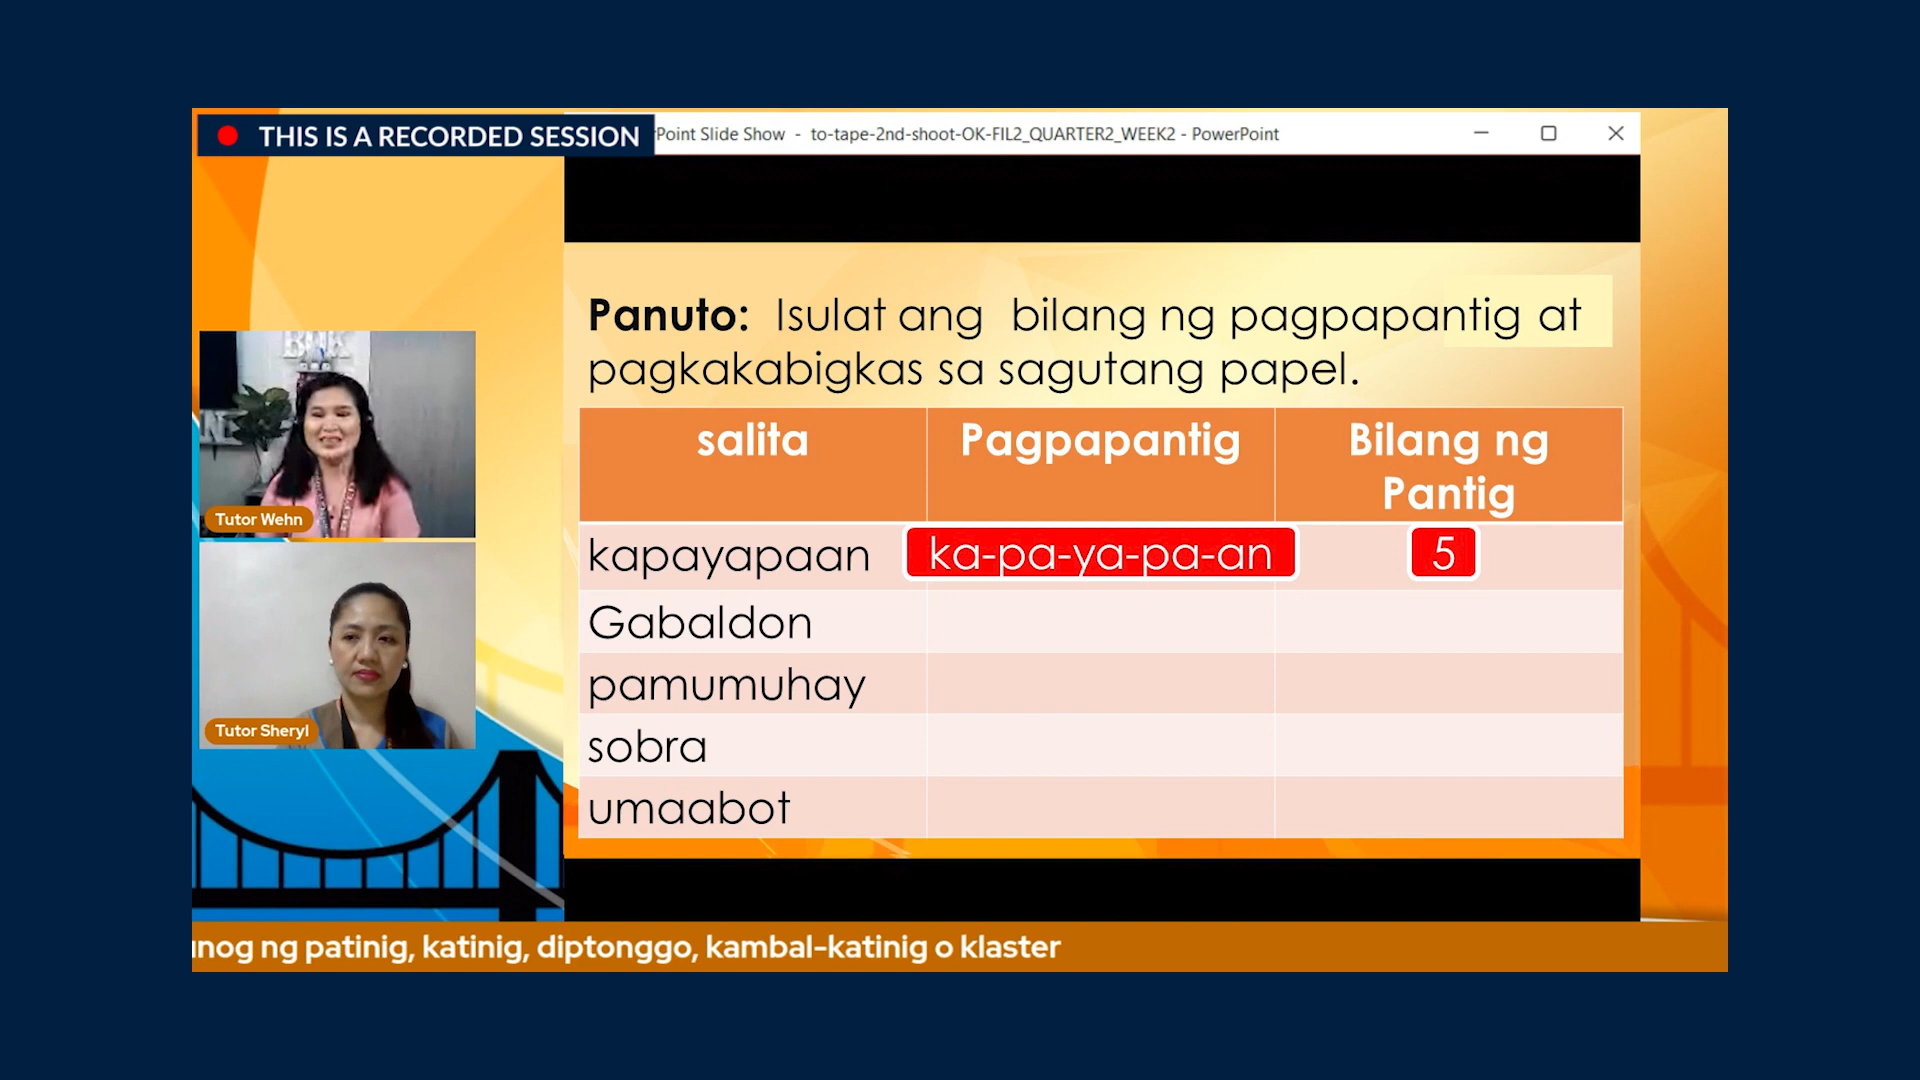 THIS IS A RECORDED SESSION
Point Slide Show - to-tape-2nd-shoot-OK-FIL2_QUARTER2_WEEK2 - PowerPoint
Panuto: Isulat ang bilang ng pagpapantig at
pagkakabigkas sa sagutang papel.
salita Pagpapantig Bilang ng
Pantig
kapayapaan ka-pa-ya-pa-an 5
Gabaldon
pamumuhay
sobra
umaabot
Tutor Wehn
Tutor Sheryl
ng patinig, katinig, diptonggo, kambal-katinig o klaster